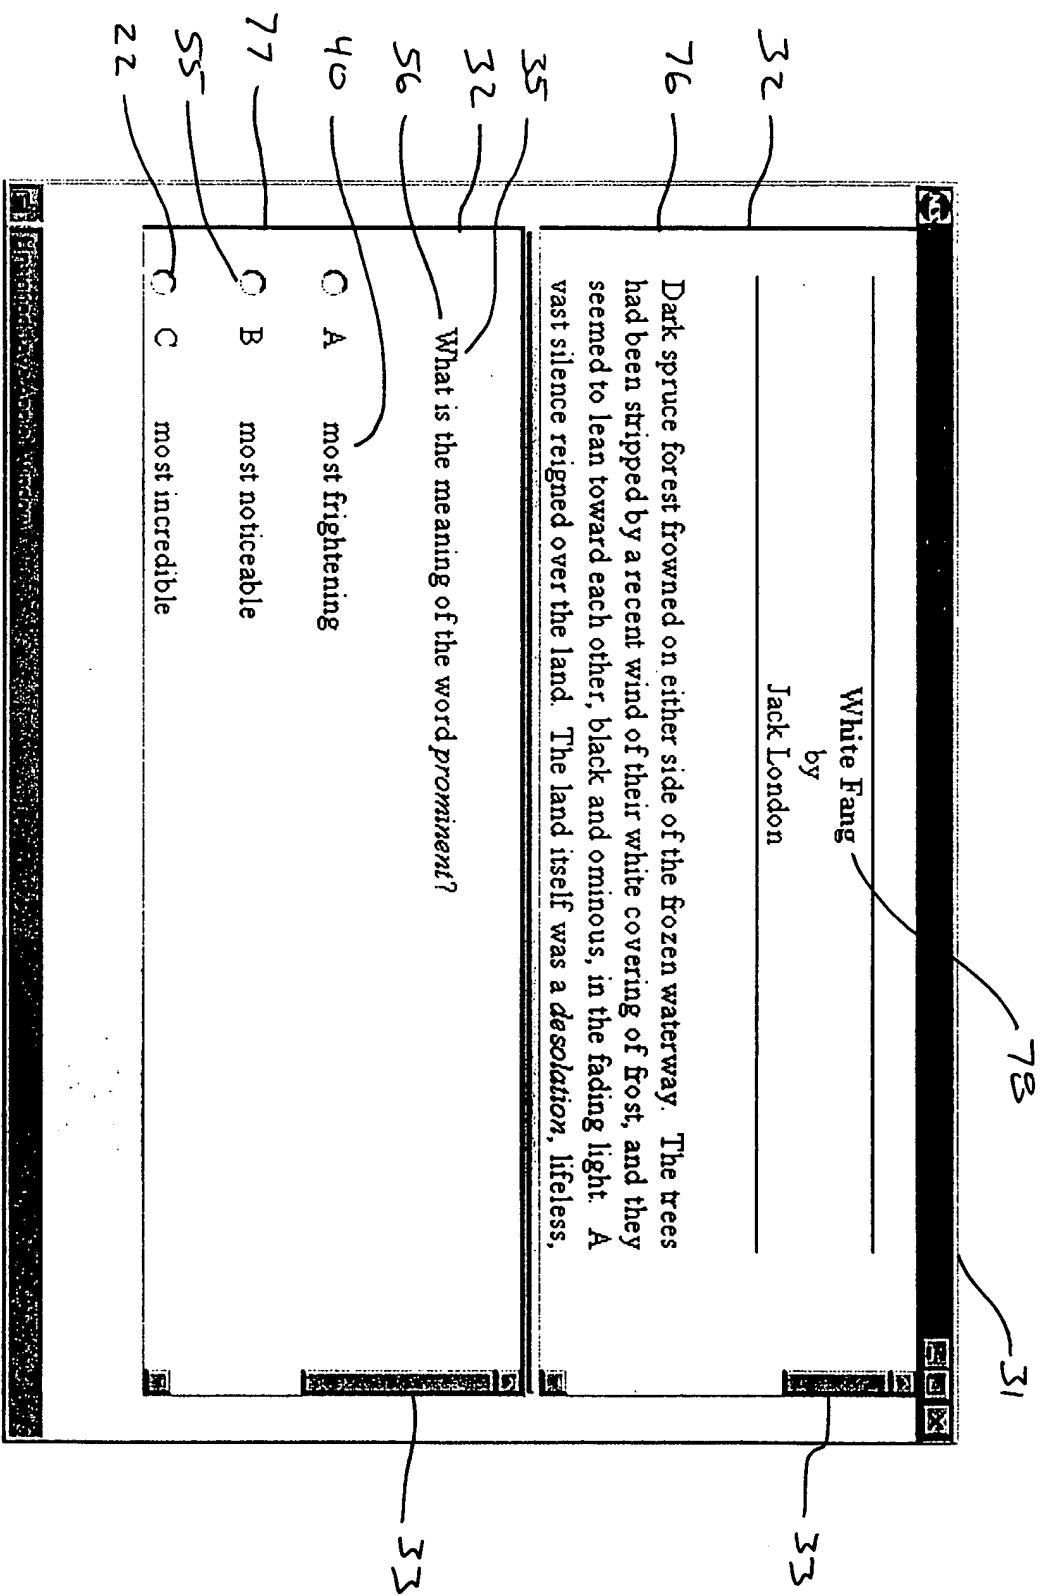 78
31
White Fang
by
Jack London
32
76
Dark spruce forest frowned on either side of the frozen waterway. The trees
had been stripped by a recent wind of their white covering of frost, and they
seemed to lean toward each other, black and ominous, in the fading light. A
vast silence reigned over the land. The land itself was a desolation, lifeless,
33
35
32
56
What is the meaning of the word prominent?
40
A most frightening
77
55
B most noticeable
22
C most incredible
33